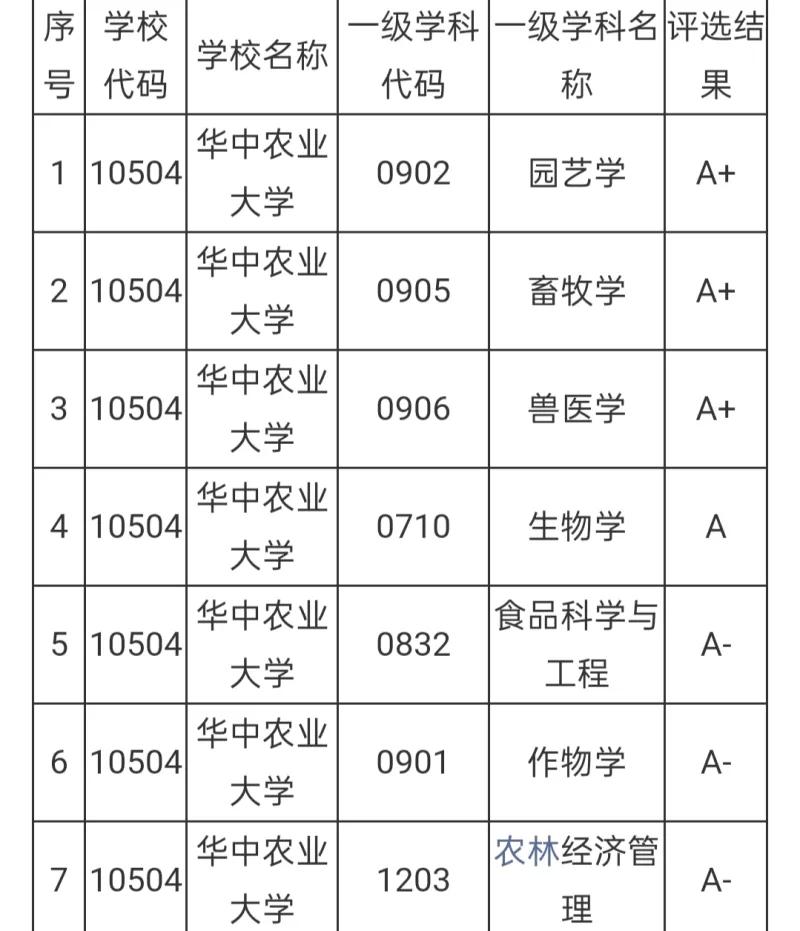 序号 学校代码 学校名称 一级学科代码 一级学科名称 评选结果
1 10504 华中农业大学 0902 园艺学 A+
2 10504 华中农业大学 0905 畜牧学 A+
3 10504 华中农业大学 0906 兽医学 A+
4 10504 华中农业大学 0710 生物学 A
5 10504 华中农业大学 0832 食品科学与工程 A-
6 10504 华中农业大学 0901 作物学 A-
7 10504 华中农业大学 1203 农林经济管理 A-